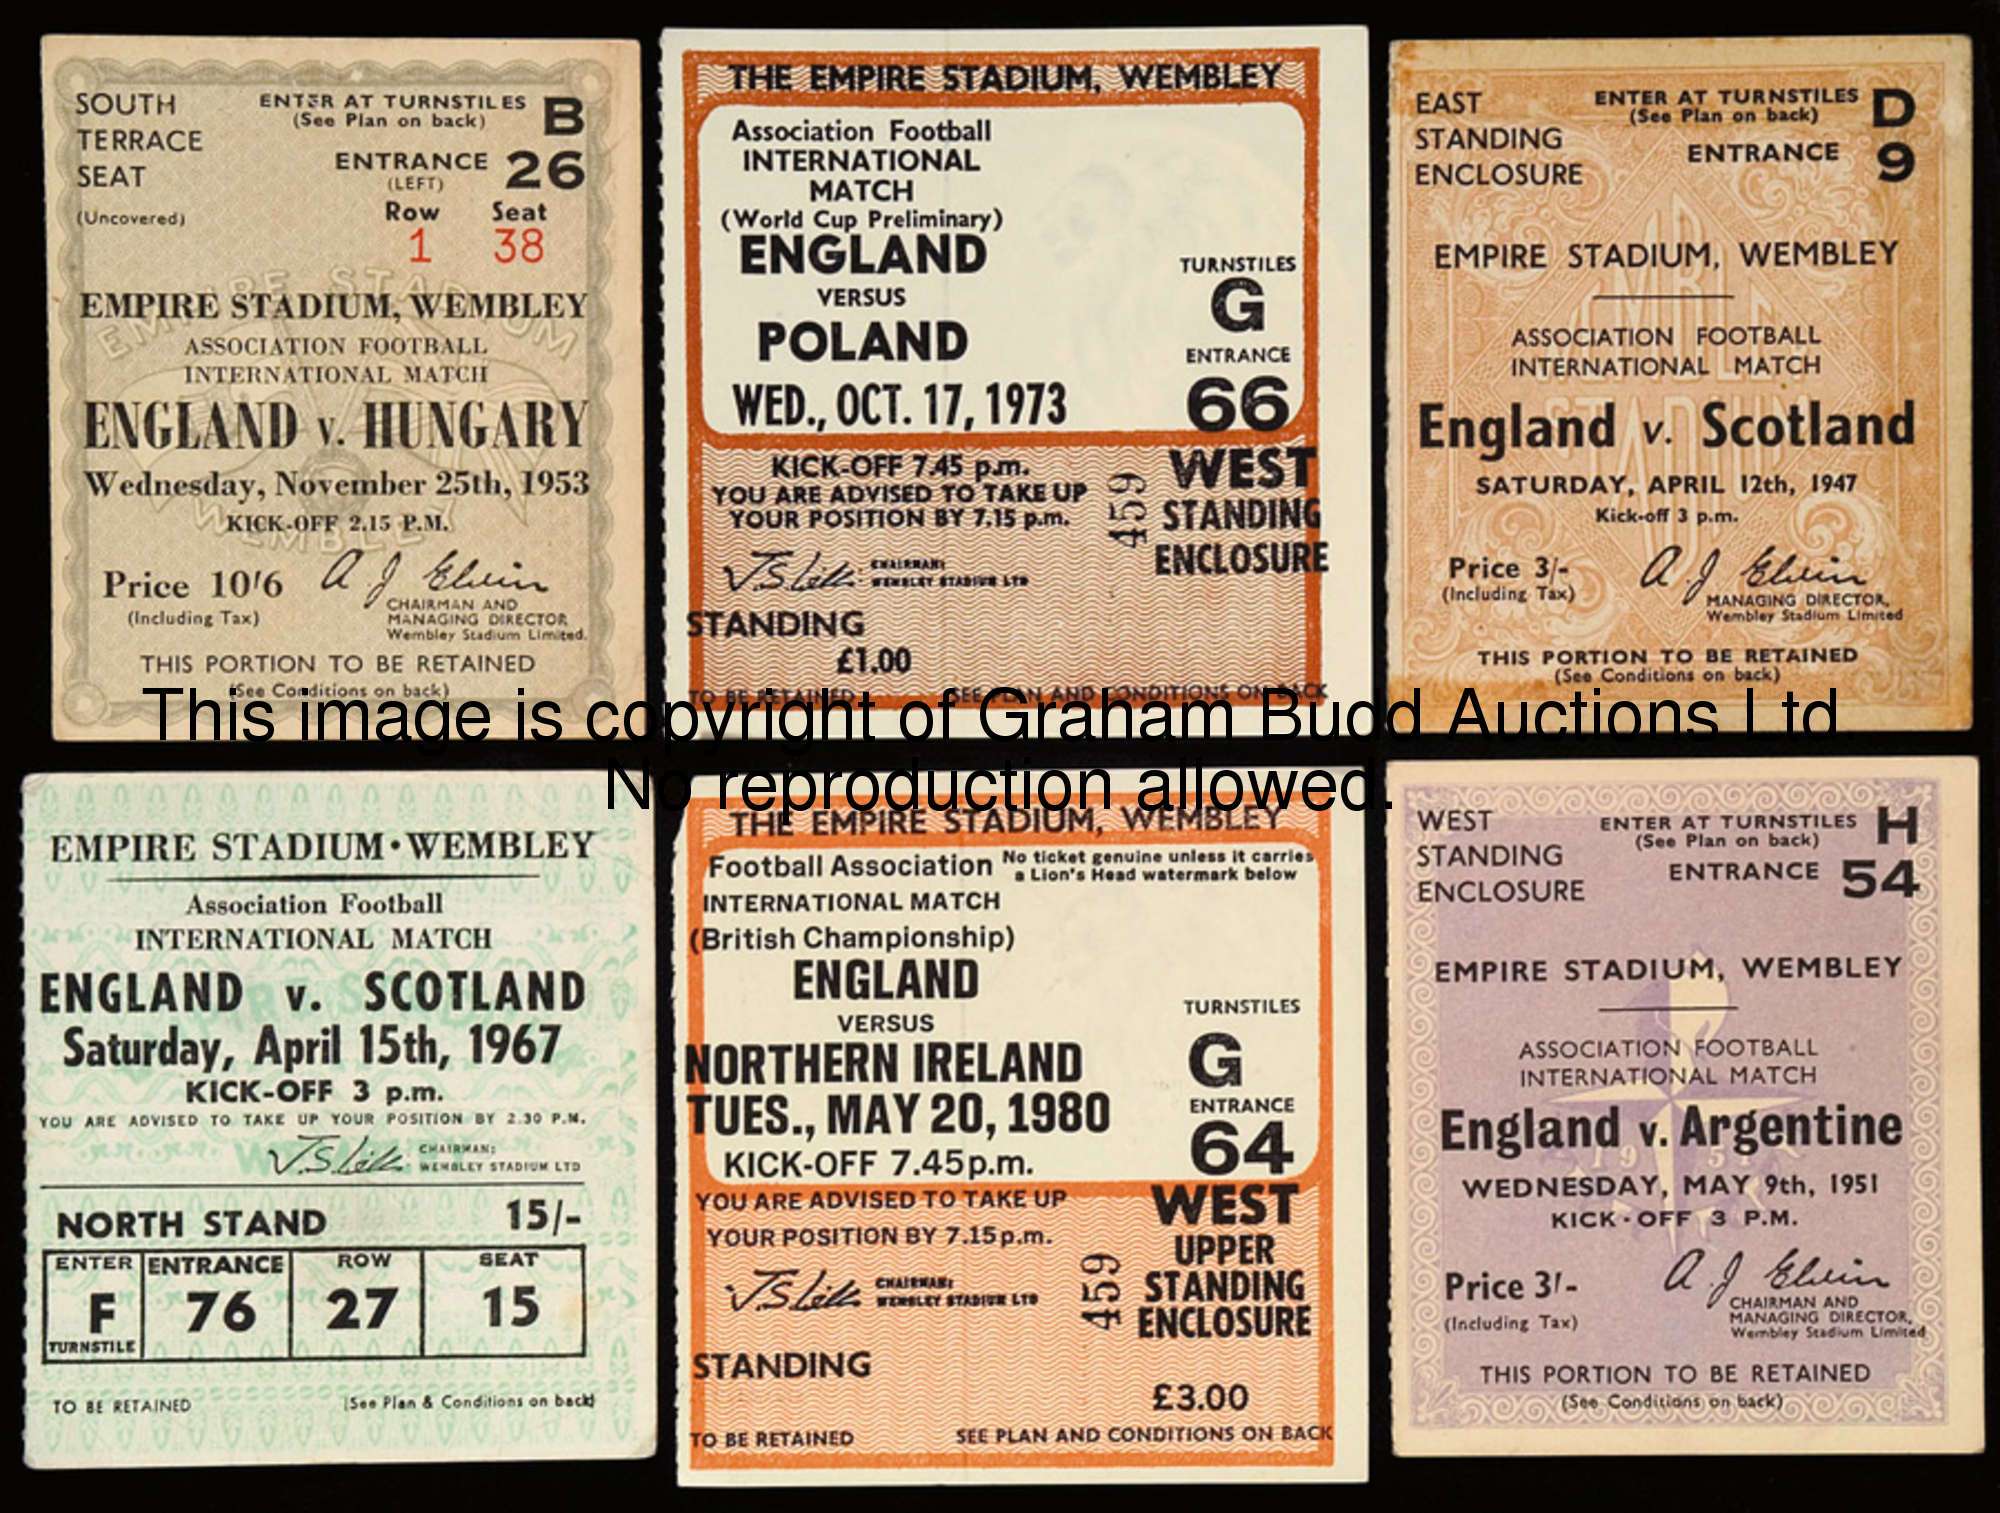 SOUTH
TERRACE
SEAT
(Uncovered)
ENTER AT TURNSTILES B
(See Plan on back)
ENTRANCE 26
(LEFT)
Row Seat
1 38
EMPIRE STADIUM, WEMBLEY
ASSOCIATION FOOTBALL
INTERNATIONAL MATCH
ENGLAND v. HUNGARY
Wednesday, November 25th, 1953
KICK-OFF 2.15 P.M.
Price 10/6
(Including Tax)
A J Elvin
CHAIRMAN AND
MANAGING DIRECTOR
Wembley Stadium Limited.
THIS PORTION TO BE RETAINED
(See Conditions on back)
THE EMPIRE STADIUM, WEMBLEY
Association Football
INTERNATIONAL
MATCH
(World Cup Preliminary)
ENGLAND
VERSUS
POLAND
WED., OCT. 17, 1973
TURNSTILES
G
ENTRANCE
66
KICK-OFF 7.45 p.m.
YOU ARE ADVISED TO TAKE UP
YOUR POSITION BY 7.15 p.m.
459
WEST
STANDING
ENCLOSURE
CHAIRMAN:
WEMBLEY STADIUM LTD
STANDING
£1.00
TO BE RETAINED SEE PLAN AND CONDITIONS ON BACK
EAST
STANDING
ENCLOSURE
ENTER AT TURNSTILES D
(See Plan on back)
ENTRANCE 9
EMPIRE STADIUM, WEMBLEY
ASSOCIATION FOOTBALL
INTERNATIONAL MATCH
England v. Scotland
SATURDAY, APRIL 12th, 1947
Kick-off 3 p.m.
Price 3/-
(Including Tax)
A. J. Elvin
MANAGING DIRECTOR,
Wembley Stadium Limited
THIS PORTION TO BE RETAINED
(See Conditions on back)
This image is copyright of Graham Budd Auctions Ltd
No reproduction allowed.
EMPIRE STADIUM • WEMBLEY
Association Football
INTERNATIONAL MATCH
ENGLAND v. SCOTLAND
Saturday, April 15th, 1967
KICK-OFF 3 p.m.
YOU ARE ADVISED TO TAKE UP YOUR POSITION BY 2.30 P.M.
CHAIRMAN:
WEMBLEY STADIUM LTD
NORTH STAND 15/-
ENTER ENTRANCE ROW SEAT
F 76 27 15
TURNSTILE
TO BE RETAINED (See Plan & Conditions on back)
THE EMPIRE STADIUM, WEMBLEY
Football Association
No ticket genuine unless it carries
a Lion's Head watermark below
INTERNATIONAL MATCH
(British Championship)
ENGLAND
VERSUS
NORTHERN IRELAND
TUES., MAY 20, 1980
KICK-OFF 7.45p.m.
TURNSTILES
G
ENTRANCE
64
YOU ARE ADVISED TO TAKE UP
YOUR POSITION BY 7.15p.m.
459
WEST
UPPER
STANDING
ENCLOSURE
CHAIRMAN:
WEMBLEY STADIUM LTD
STANDING
£3.00
TO BE RETAINED SEE PLAN AND CONDITIONS ON BACK
WEST
STANDING
ENCLOSURE
ENTER AT TURNSTILES H
(See Plan on back)
ENTRANCE 54
EMPIRE STADIUM, WEMBLEY
ASSOCIATION FOOTBALL
INTERNATIONAL MATCH
England v. Argentine
1951
WEDNESDAY, MAY 9th, 1951
KICK-OFF 3 P.M.
Price 3/-
(Including Tax)
A. J. Elvin
CHAIRMAN AND
MANAGING DIRECTOR,
Wembley Stadium Limited
THIS PORTION TO BE RETAINED
(See Conditions on back)